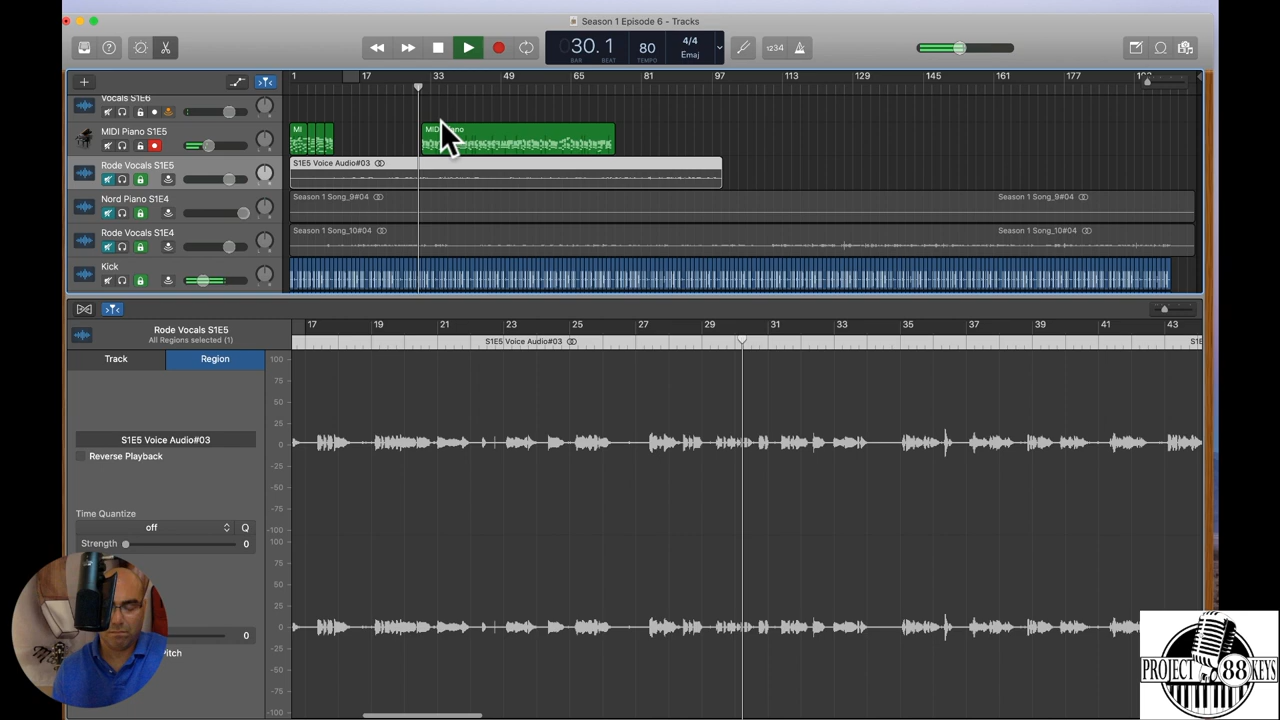 Season 1 Episode 6 - Tracks
30. 1
BAR BEAT
80
TEMPO
4/4
Emaj
1234
1 17 33 49 65 81 97 113 129 145 161 177
Vocals S1E6
MIDI Piano S1E5
MI
Rode Vocals S1E5
S1E5 Voice Audio#03
Nord Piano S1E4
Season 1 Song_9#04 Season 1 Song_9#04
Rode Vocals S1E4
Season 1 Song_10#04 Season 1 Song_10#04
Kick
Rode Vocals S1E5
All Regions selected (1)
17 19 21 23 25 27 29 31 33 35 37 39 41 43
S1E5 Voice Audio#03 S1E
Track Region
S1E5 Voice Audio#03
Reverse Playback
Time Quantize
off Q
Strength 0
0
itch
100
75
50
25
0
-25
-50
-75
-100
100
75
50
25
0
-25
-50
-75
-100
PROJECT 88 KEYS